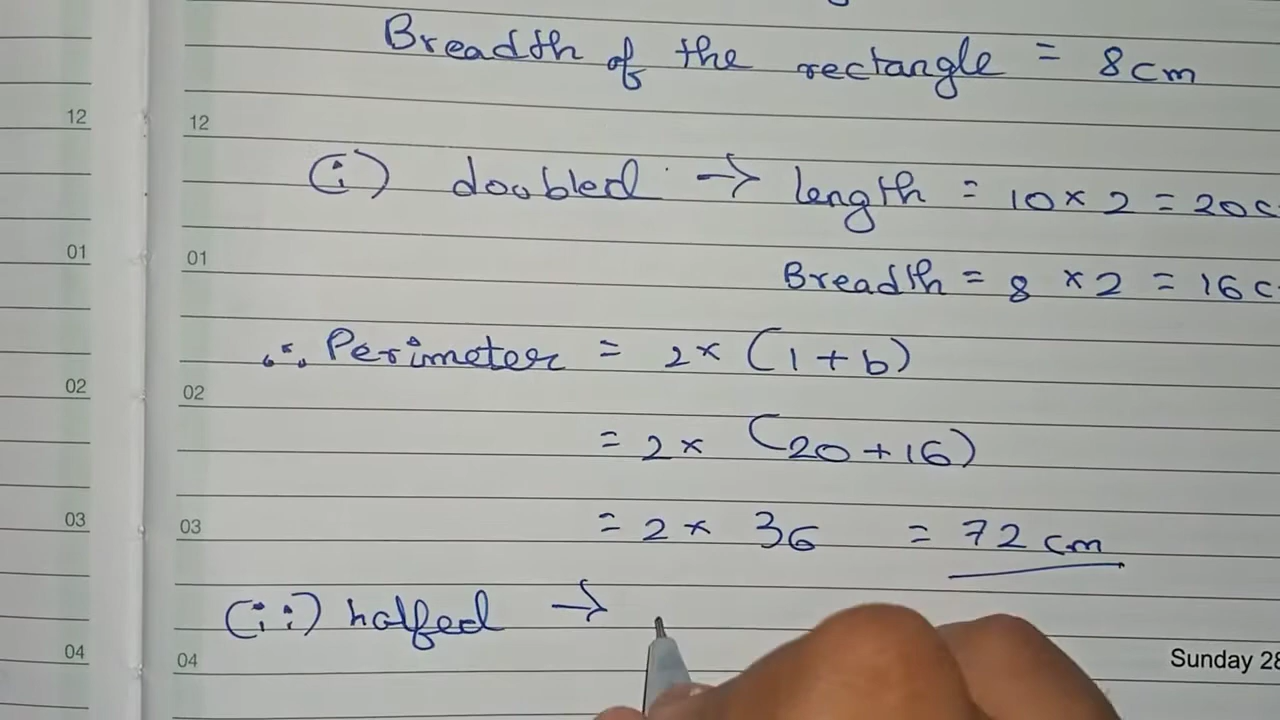 Breadth of the rectangle = 8cm
12 12
(i) doubled → length = 10 × 2 = 20c
01 01
Breadth = 8 × 2 = 16c
∴ Perimeter = 2 × (l + b)
02 02
= 2 × (20 + 16)
03 03
= 2 × 36 = 72 cm
(ii) halfed →
04 04
Sunday 28